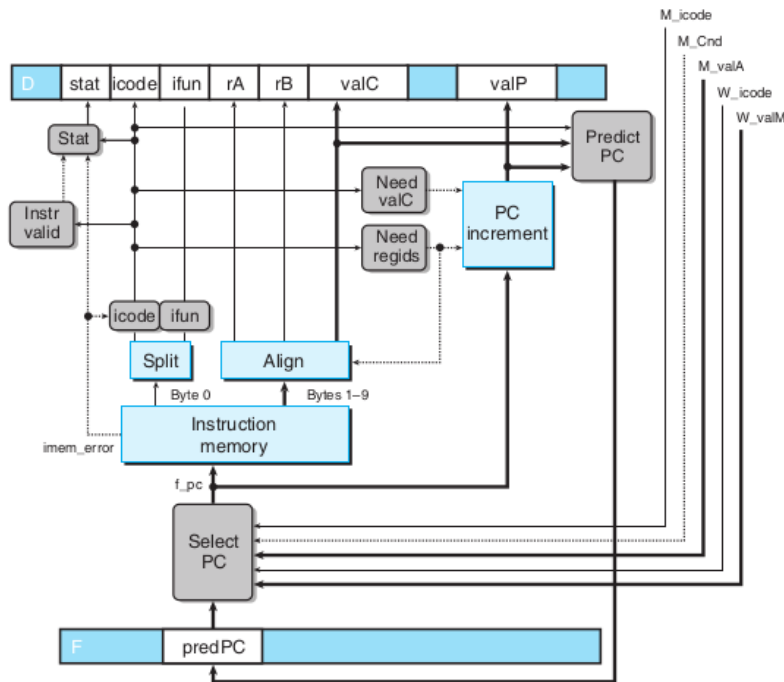 M_icode
M_Cnd
M_valA
W_icode
W_valM
D stat icode ifun rA rB valC valP
Stat
Predict
PC
Need
valC
Instr
valid
PC
increment
Need
regids
icode ifun
Split
Align
Byte 0
Bytes 1–9
Instruction
memory
imem_error
f_pc
Select
PC
F predPC